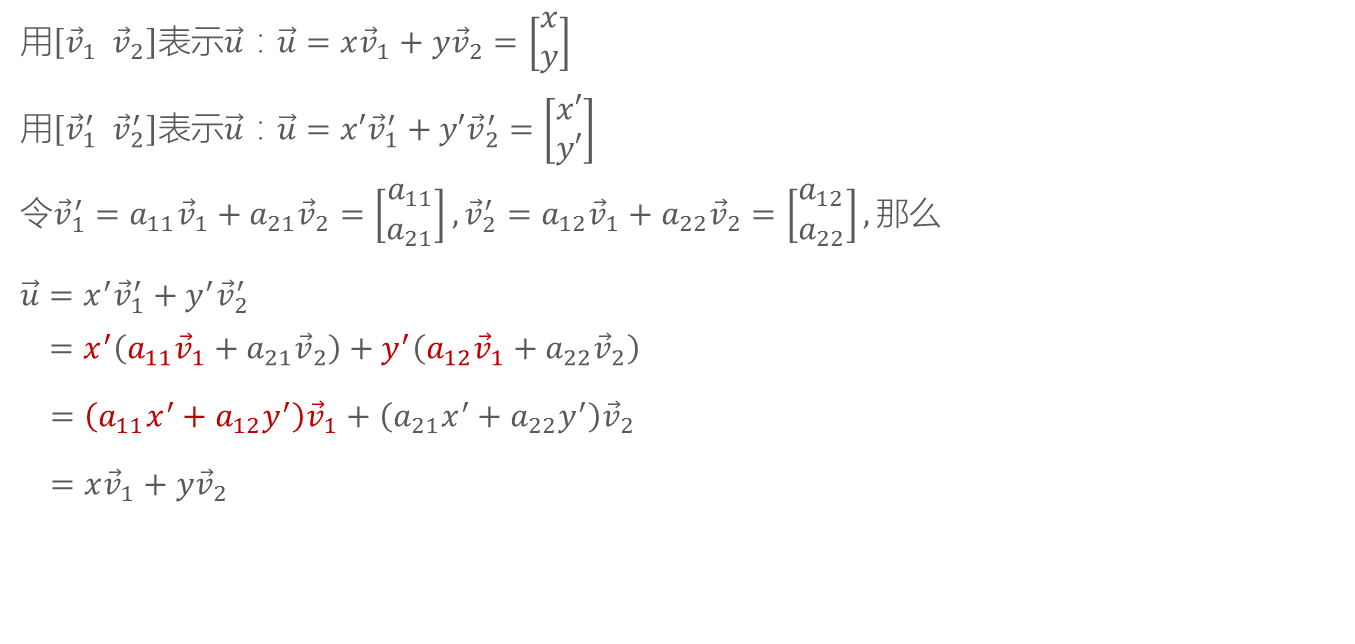 用[v⃗₁ v⃗₂]表示u⃗ : u⃗ = xv⃗₁ + yv⃗₂ = [x y]
用[v⃗₁′ v⃗₂′]表示u⃗ : u⃗ = x′v⃗₁′ + y′v⃗₂′ = [x′ y′]
令v⃗₁′ = a₁₁v⃗₁ + a₂₁v⃗₂ = [a₁₁ a₂₁], v⃗₂′ = a₁₂v⃗₁ + a₂₂v⃗₂ = [a₁₂ a₂₂], 那么
u⃗ = x′v⃗₁′ + y′v⃗₂′
= x′(a₁₁v⃗₁ + a₂₁v⃗₂) + y′(a₁₂v⃗₁ + a₂₂v⃗₂)
= (a₁₁x′ + a₁₂y′)v⃗₁ + (a₂₁x′ + a₂₂y′)v⃗₂
= xv⃗₁ + yv⃗₂